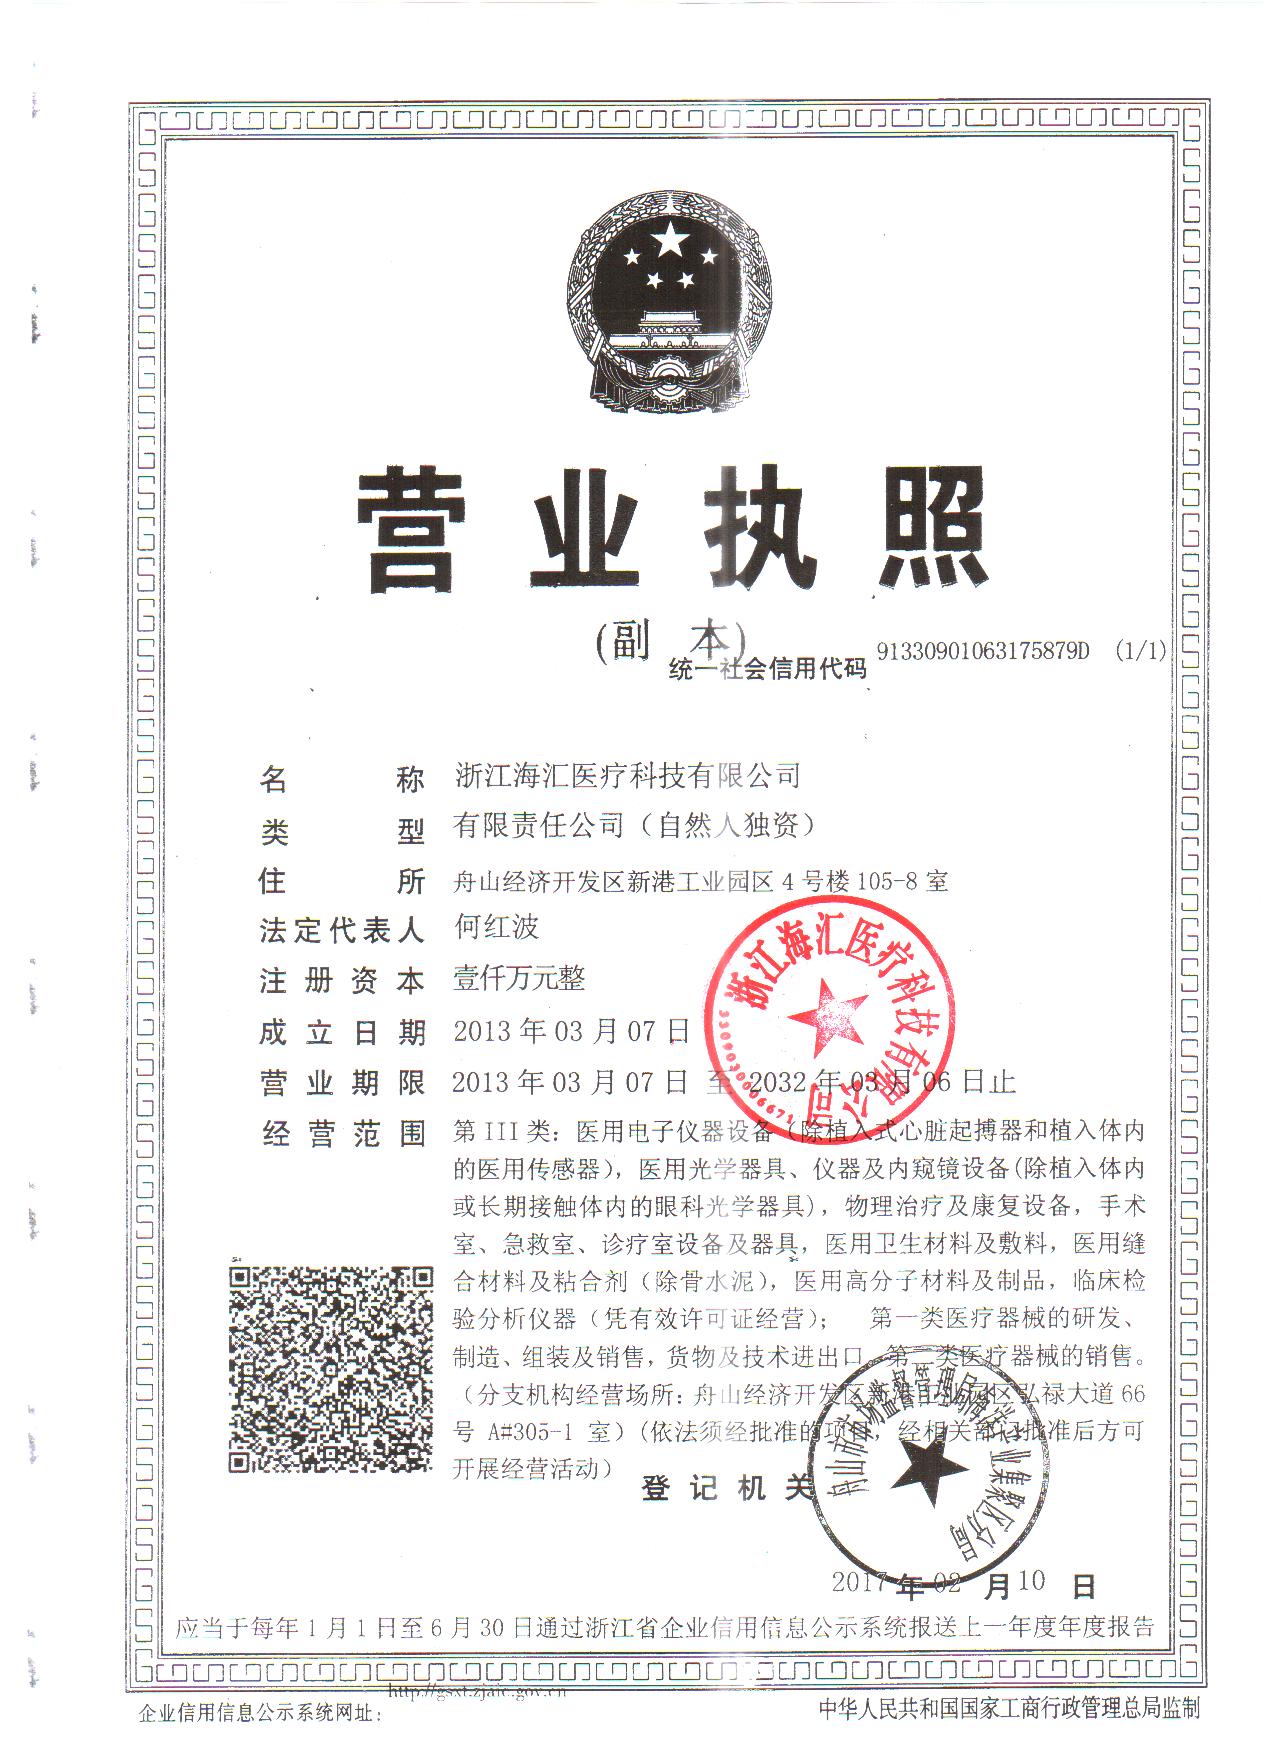 营业执照
(副 本)
统一社会信用代码 91330901063175879D (1/1)
名称 浙江海汇医疗科技有限公司
类型 有限责任公司（自然人独资）
住所 舟山经济开发区新港工业园区4号楼105-8室
法定代表人 何红波
注册资本 壹仟万元整
成立日期 2013年03月07日
营业期限 2013年03月07日 至 2032年03月06日止
经营范围 第III类：医用电子仪器设备（除植入式心脏起搏器和植入体内
的医用传感器），医用光学器具、仪器及内窥镜设备(除植入体内
或长期接触体内的眼科光学器具)，物理治疗及康复设备，手术
室、急救室、诊疗室设备及器具，医用卫生材料及敷料，医用缝
合材料及粘合剂（除骨水泥），医用高分子材料及制品，临床检
验分析仪器（凭有效许可证经营）； 第一类医疗器械的研发、
制造、组装及销售，货物及技术进出口，第二类医疗器械的销售。
（分支机构经营场所：舟山经济开发区新港工业园区弘禄大道66
号 A#305-1 室）(依法须经批准的项目，经相关部门批准后方可
开展经营活动）
浙江海汇医疗科技有限公司
3309030006671
登记机关
舟山市市场监督管理局海洋产业集聚区分局
2017年02月10日
应当于每年1月1日至6月30日通过浙江省企业信用信息公示系统报送上一年度年度报告
http://gsxt.zjaic.gov.cn
企业信用信息公示系统网址：
中华人民共和国国家工商行政管理总局监制